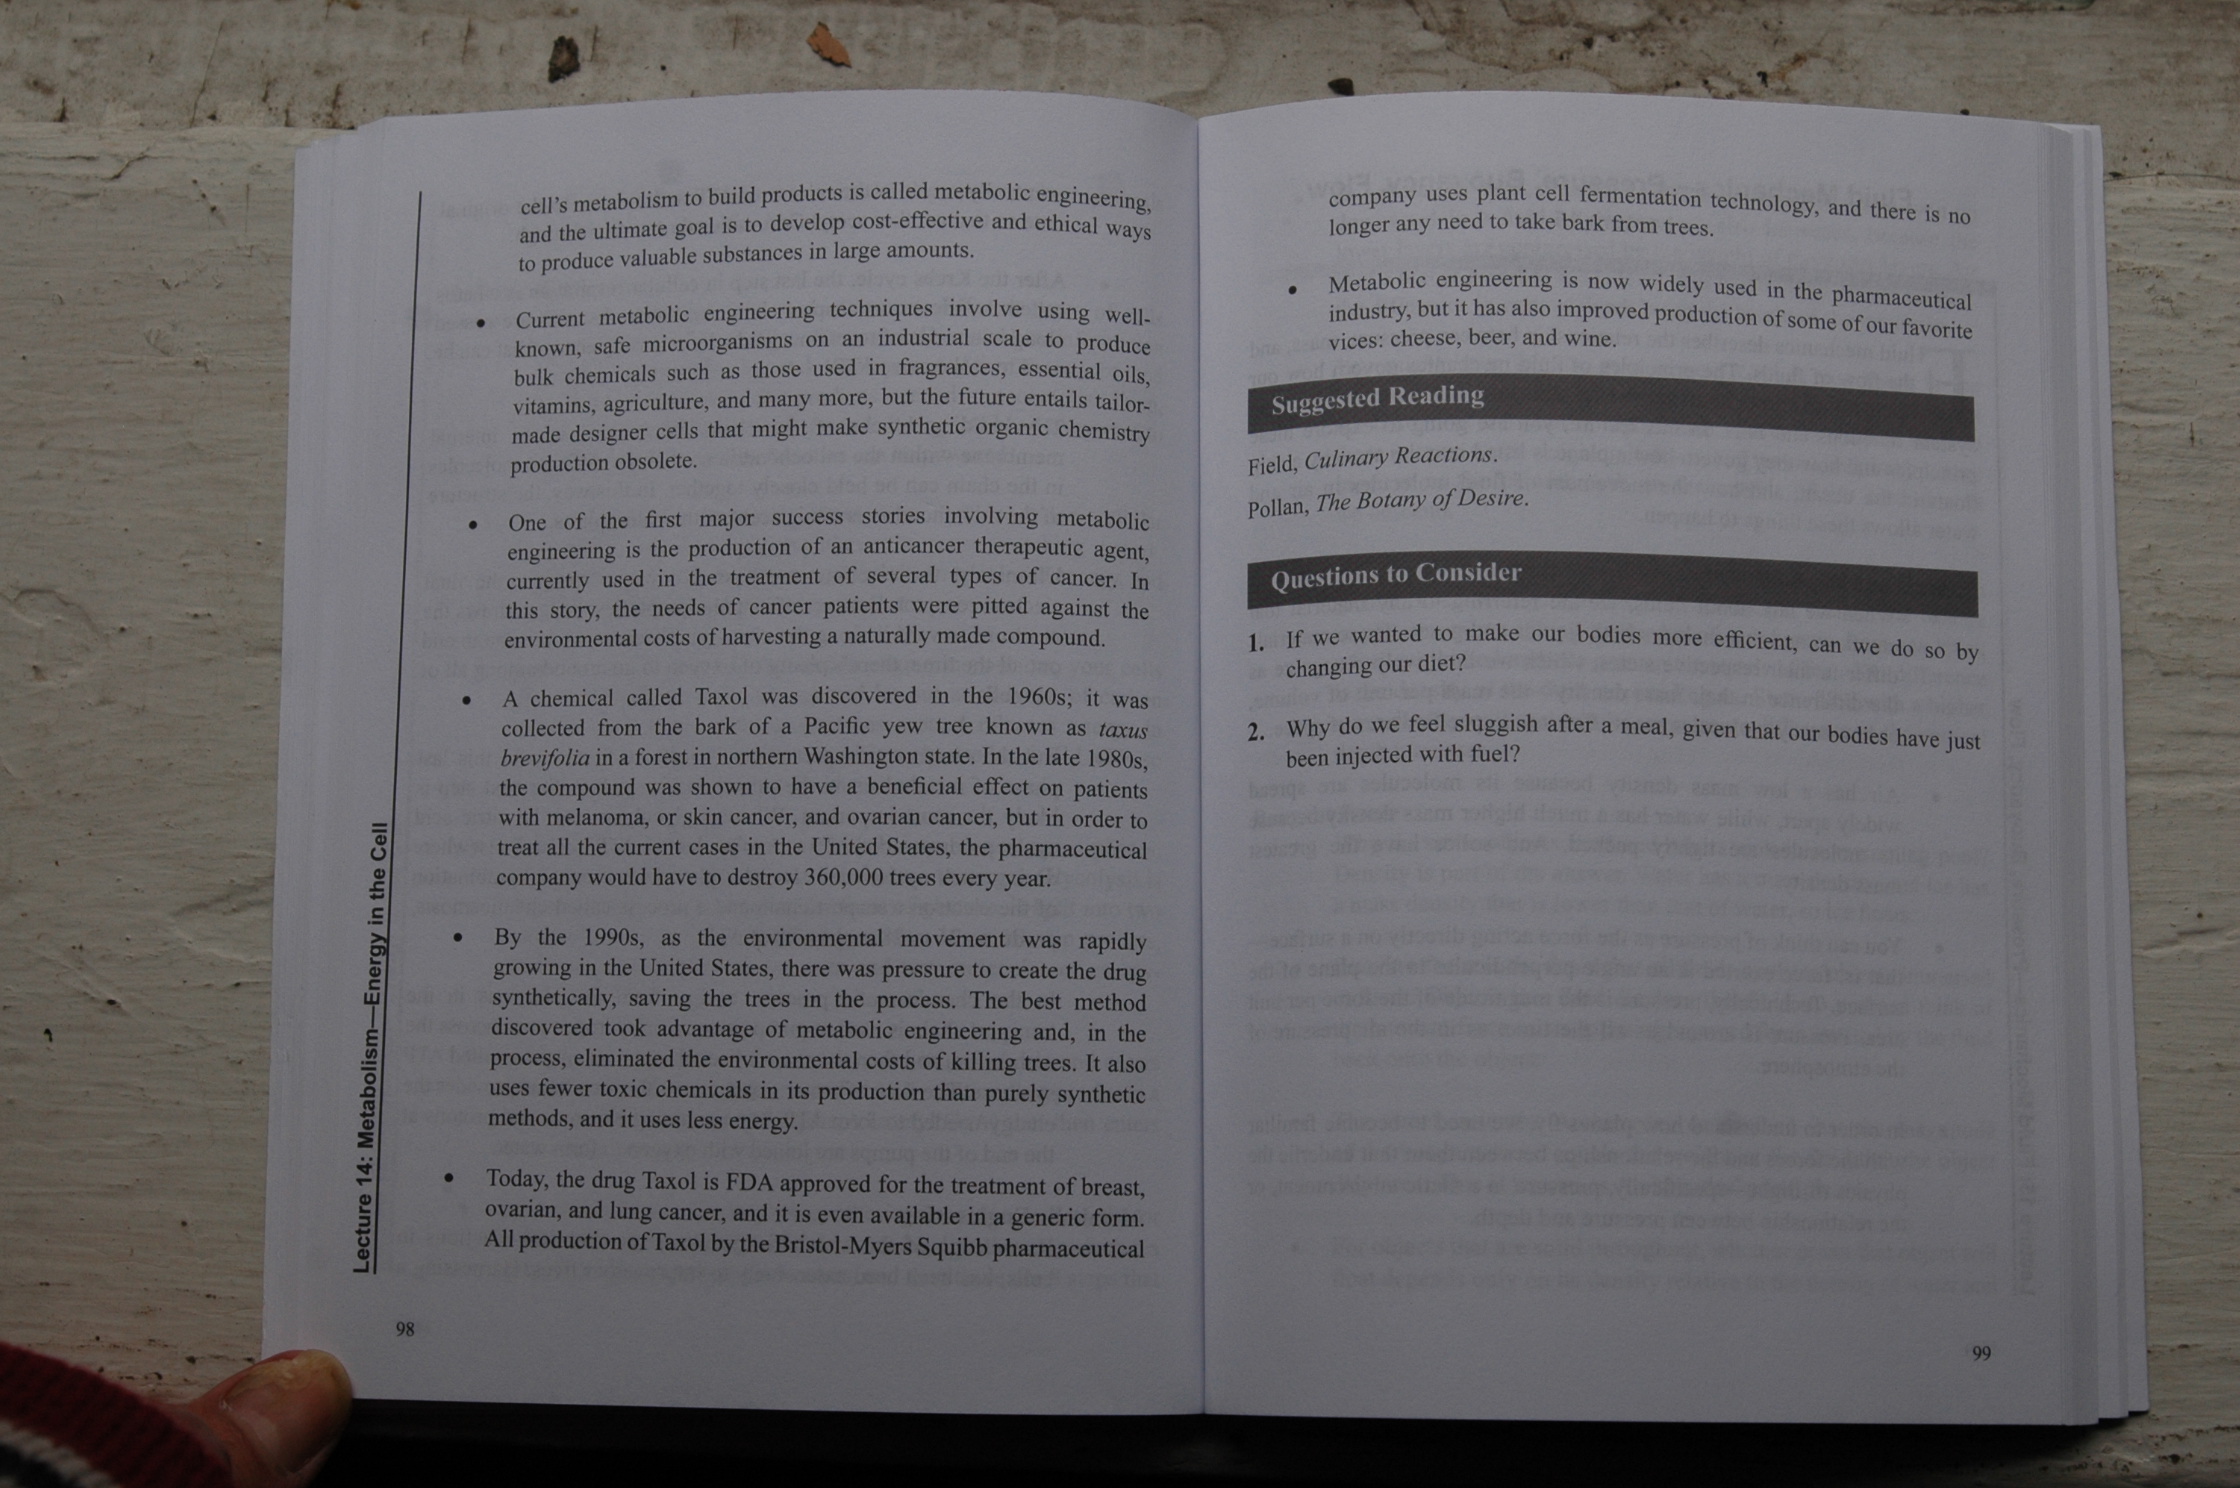 cell's metabolism to build products is called metabolic engineering,
and the ultimate goal is to develop cost-effective and ethical ways
to produce valuable substances in large amounts.
• Current metabolic engineering techniques involve using well-
known, safe microorganisms on an industrial scale to produce
bulk chemicals such as those used in fragrances, essential oils,
vitamins, agriculture, and many more, but the future entails tailor-
made designer cells that might make synthetic organic chemistry
production obsolete.
• One of the first major success stories involving metabolic
engineering is the production of an anticancer therapeutic agent,
currently used in the treatment of several types of cancer. In
this story, the needs of cancer patients were pitted against the
environmental costs of harvesting a naturally made compound.
• A chemical called Taxol was discovered in the 1960s; it was
collected from the bark of a Pacific yew tree known as taxus
brevifolia in a forest in northern Washington state. In the late 1980s,
the compound was shown to have a beneficial effect on patients
with melanoma, or skin cancer, and ovarian cancer, but in order to
treat all the current cases in the United States, the pharmaceutical
company would have to destroy 360,000 trees every year.
• By the 1990s, as the environmental movement was rapidly
growing in the United States, there was pressure to create the drug
synthetically, saving the trees in the process. The best method
discovered took advantage of metabolic engineering and, in the
process, eliminated the environmental costs of killing trees. It also
uses fewer toxic chemicals in its production than purely synthetic
methods, and it uses less energy.
• Today, the drug Taxol is FDA approved for the treatment of breast,
ovarian, and lung cancer, and it is even available in a generic form.
All production of Taxol by the Bristol-Myers Squibb pharmaceutical
Lecture 14: Metabolism—Energy in the Cell
98
company uses plant cell fermentation technology, and there is no
longer any need to take bark from trees.
• Metabolic engineering is now widely used in the pharmaceutical
industry, but it has also improved production of some of our favorite
vices: cheese, beer, and wine.
Suggested Reading
Field, Culinary Reactions.
Pollan, The Botany of Desire.
Questions to Consider
1. If we wanted to make our bodies more efficient, can we do so by
changing our diet?
2. Why do we feel sluggish after a meal, given that our bodies have just
been injected with fuel?
99